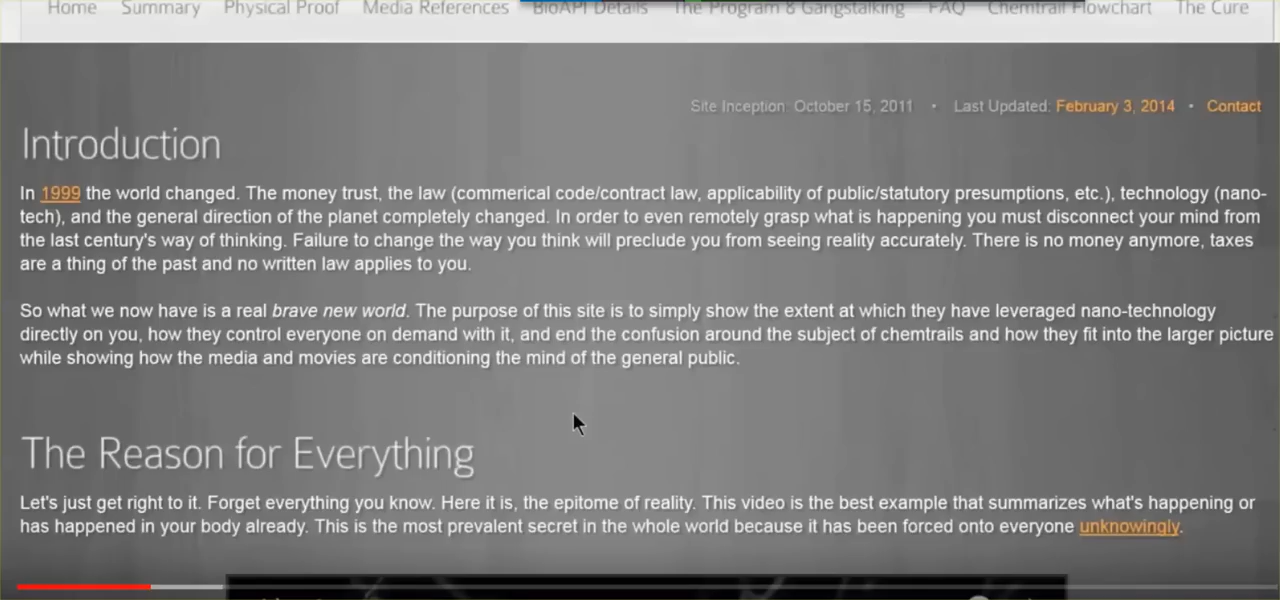 Home Summary Physical Proof Media References BioAPI Details The Program & Gangstalking FAQ Chemtrail Flowchart The Cure
Site Inception: October 15, 2011 • Last Updated: February 3, 2014 • Contact
Introduction
In 1999 the world changed. The money trust, the law (commerical code/contract law, applicability of public/statutory presumptions, etc.), technology (nano-
tech), and the general direction of the planet completely changed. In order to even remotely grasp what is happening you must disconnect your mind from
the last century's way of thinking. Failure to change the way you think will preclude you from seeing reality accurately. There is no money anymore, taxes
are a thing of the past and no written law applies to you.
So what we now have is a real brave new world. The purpose of this site is to simply show the extent at which they have leveraged nano-technology
directly on you, how they control everyone on demand with it, and end the confusion around the subject of chemtrails and how they fit into the larger picture
while showing how the media and movies are conditioning the mind of the general public.
The Reason for Everything
Let's just get right to it. Forget everything you know. Here it is, the epitome of reality. This video is the best example that summarizes what's happening or
has happened in your body already. This is the most prevalent secret in the whole world because it has been forced onto everyone unknowingly.